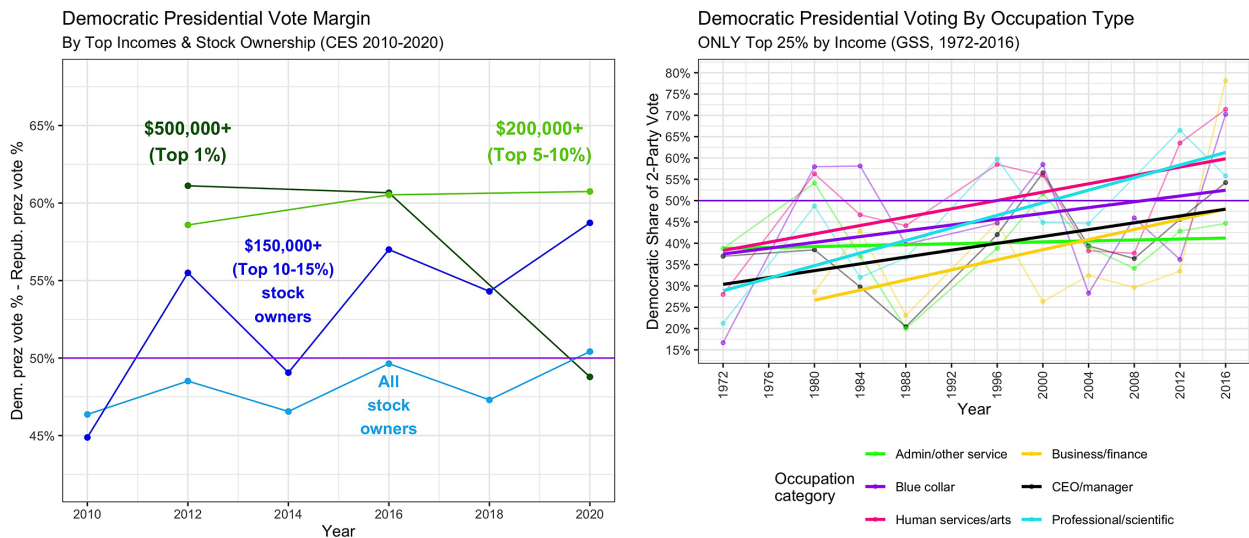 Democratic Presidential Vote Margin
By Top Incomes & Stock Ownership (CES 2010-2020)
Dem. prez vote % - Repub. prez vote %
65%
60%
55%
50%
45%
$500,000+
(Top 1%)
$200,000+
(Top 5-10%)
$150,000+
(Top 10-15%)
stock
owners
All
stock
owners
2010 2012 2014 2016 2018 2020
Year
Democratic Presidential Voting By Occupation Type
ONLY Top 25% by Income (GSS, 1972-2016)
Democratic Share of 2-Party Vote
80%
75%
70%
65%
60%
55%
50%
45%
40%
35%
30%
25%
20%
15%
1972 1976 1980 1984 1988 1992 1996 2000 2004 2008 2012 2016
Year
Occupation
category
Admin/other service
Blue collar
Human services/arts
Business/finance
CEO/manager
Professional/scientific